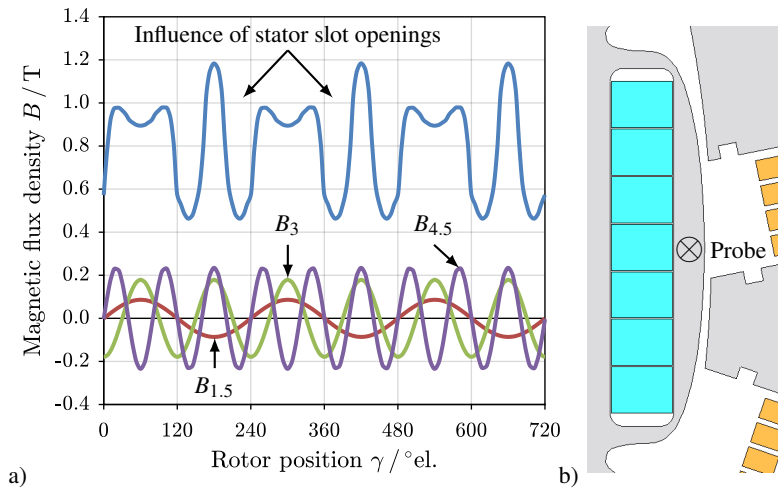 Magnetic flux density B / T
1.4
1.2
1.0
0.8
0.6
0.4
0.2
0.0
-0.2
-0.4
Influence of stator slot openings
B3
B4.5
B1.5
0 120 240 360 480 600 720
Rotor position γ / °el.
a)
Probe
b)